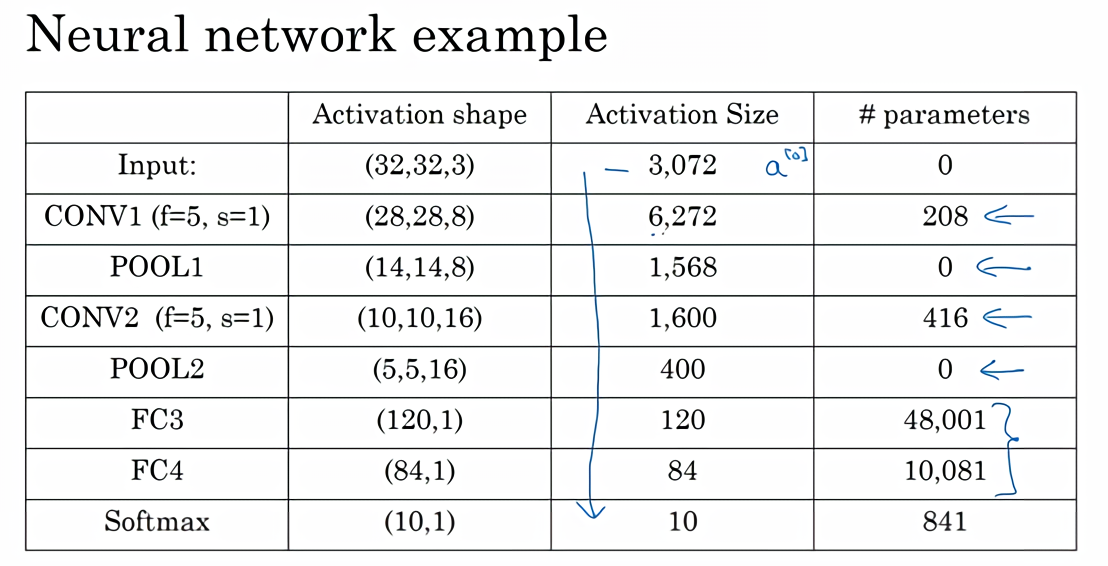 Neural network example
Activation shape Activation Size # parameters
Input: (32,32,3) – 3,072 a[0] 0
CONV1 (f=5, s=1) (28,28,8) 6,272 208 ←
POOL1 (14,14,8) 1,568 0 ←
CONV2 (f=5, s=1) (10,10,16) 1,600 416 ←
POOL2 (5,5,16) 400 0 ←
FC3 (120,1) 120 48,001 }
FC4 (84,1) 84 10,081
Softmax (10,1) 10 841